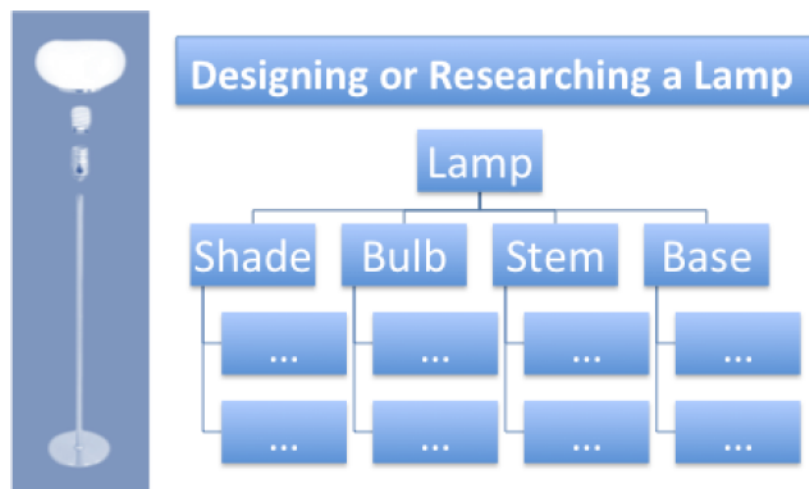 Designing or Researching a Lamp
Lamp
Shade Bulb Stem Base
... ... ... ...
... ... ... ...